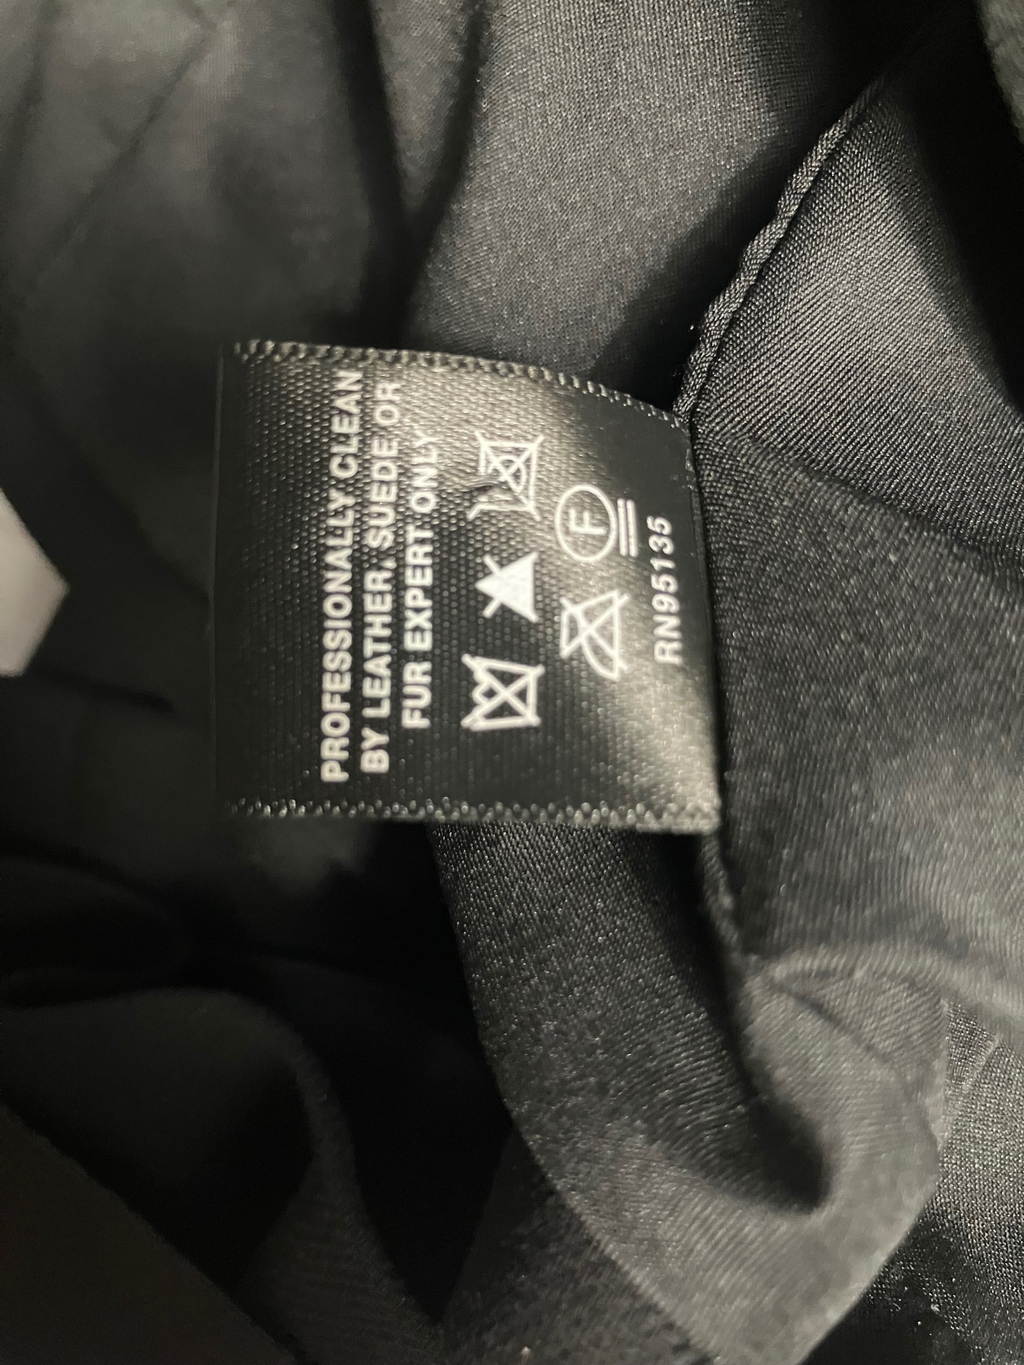 PROFESSIONALLY CLEAN
BY LEATHER, SUEDE OR
FUR EXPERT ONLY
F
RN95135